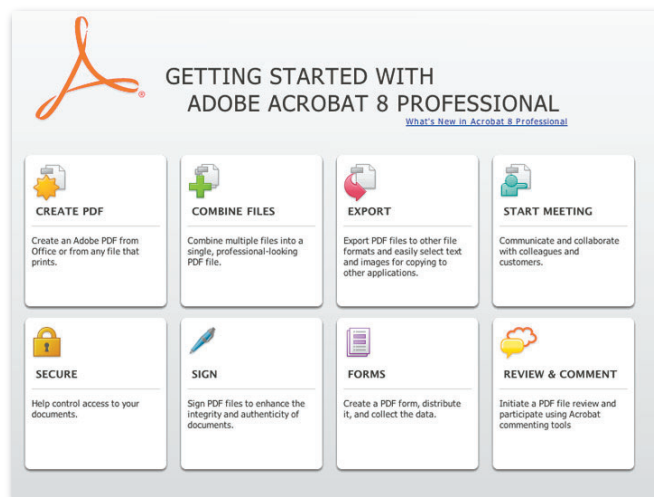 GETTING STARTED WITH
ADOBE ACROBAT 8 PROFESSIONAL
What's New in Acrobat 8 Professional
CREATE PDF
Create an Adobe PDF from
Office or from any file that
prints.
COMBINE FILES
Combine multiple files into a
single, professional-looking
PDF file.
EXPORT
Export PDF files to other file
formats and easily select text
and images for copying to
other applications.
START MEETING
Communicate and collaborate
with colleagues and
customers.
SECURE
Help control access to your
documents.
SIGN
Sign PDF files to enhance the
integrity and authenticity of
documents.
FORMS
Create a PDF form, distribute
it, and collect the data.
REVIEW & COMMENT
Initiate a PDF file review and
participate using Acrobat
commenting tools